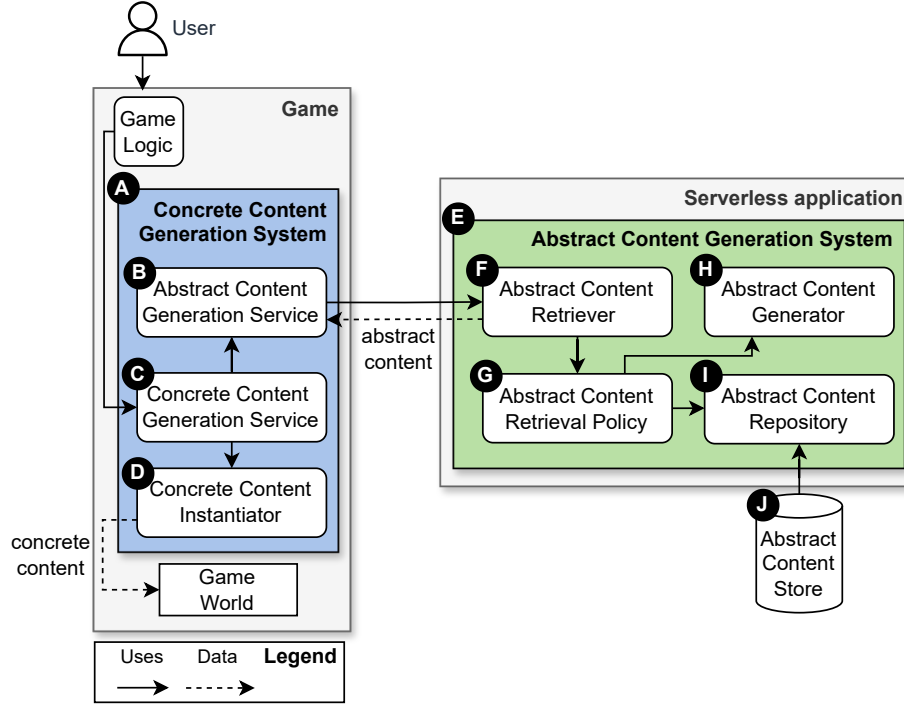 User
Game
Game
Logic
A
Concrete Content
Generation System
B
Abstract Content
Generation Service
C
Concrete Content
Generation Service
D
Concrete Content
Instantiator
concrete
content
Game
World
abstract
content
Serverless application
E
Abstract Content Generation System
F
Abstract Content
Retriever
H
Abstract Content
Generator
G
Abstract Content
Retrieval Policy
I
Abstract Content
Repository
J
Abstract
Content
Store
Uses Data Legend